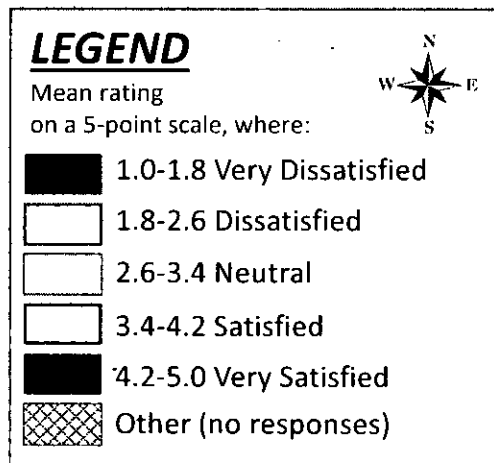 LEGEND
N
W E
S
Mean rating
on a 5-point scale, where:
1.0-1.8 Very Dissatisfied
1.8-2.6 Dissatisfied
2.6-3.4 Neutral
3.4-4.2 Satisfied
4.2-5.0 Very Satisfied
Other (no responses)